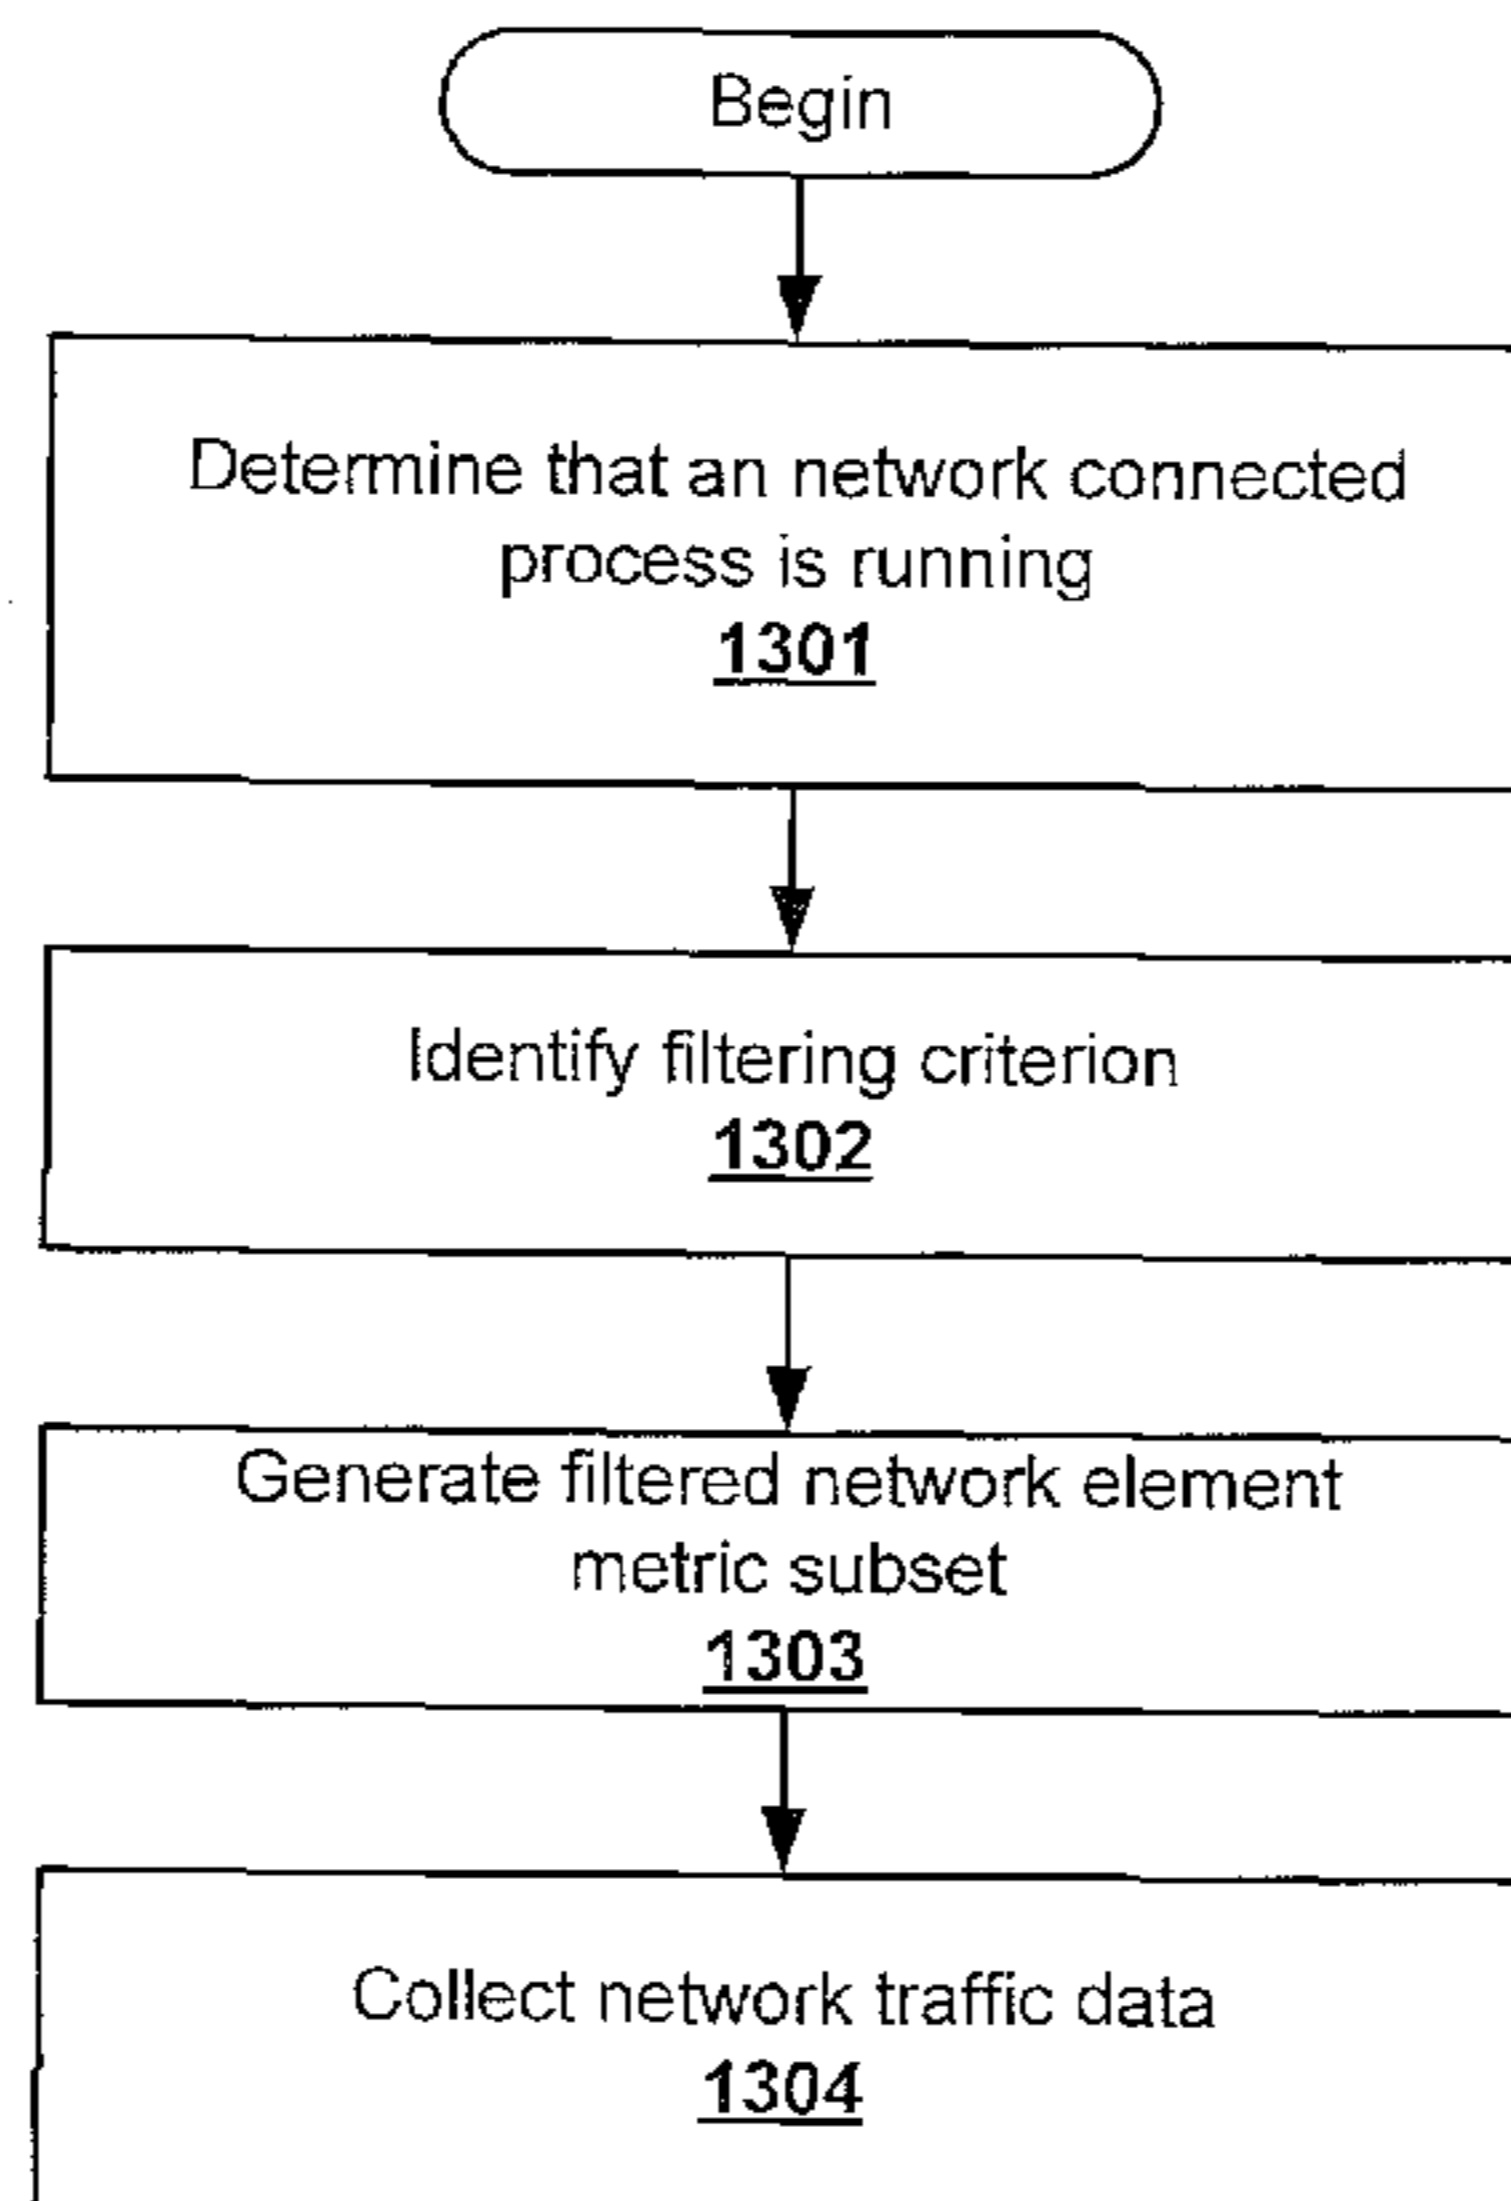 Begin
Determine that an network connected
process is running
1301
Identify filtering criterion
1302
Generate filtered network element
metric subset
1303
Collect network traffic data
1304